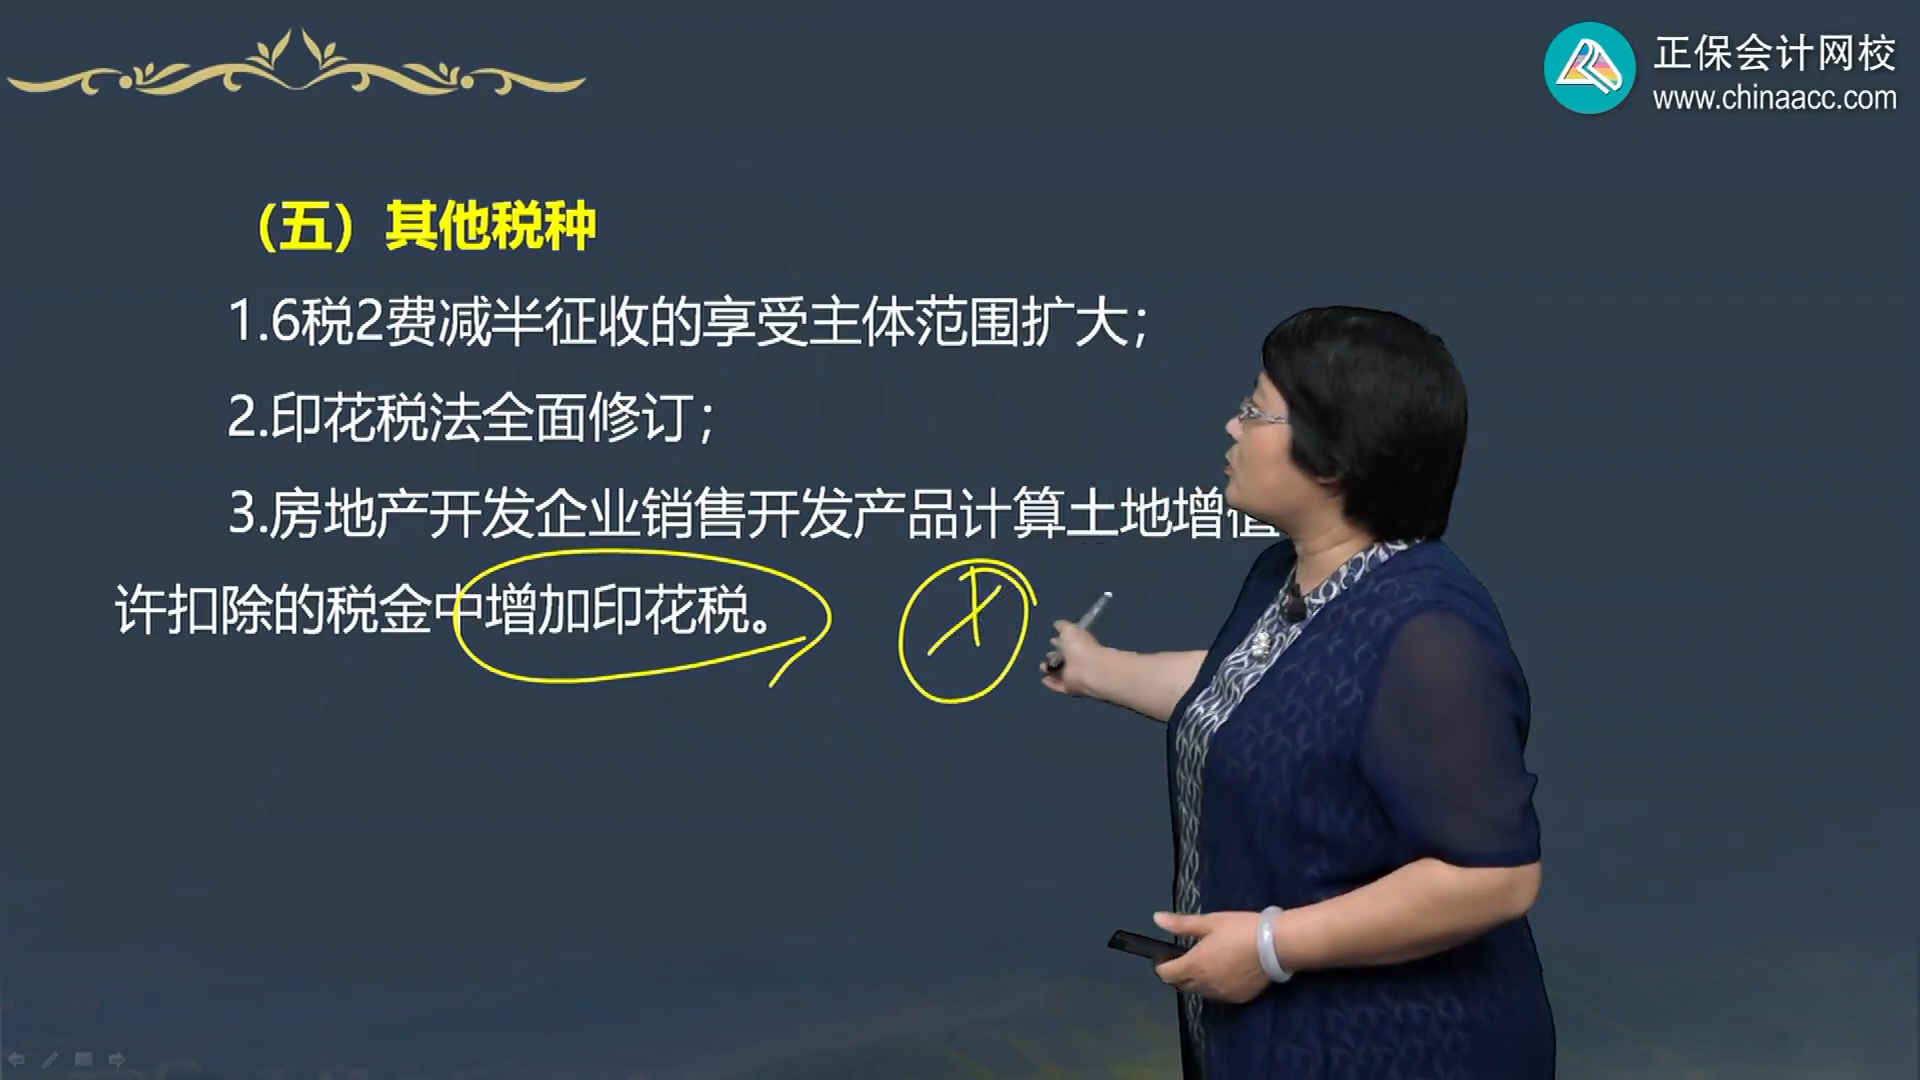 正保会计网校
www.chinaacc.com
（五）其他税种
1.6税2费减半征收的享受主体范围扩大；
2.印花税法全面修订；
3.房地产开发企业销售开发产品计算土地增值
许扣除的税金中增加印花税。